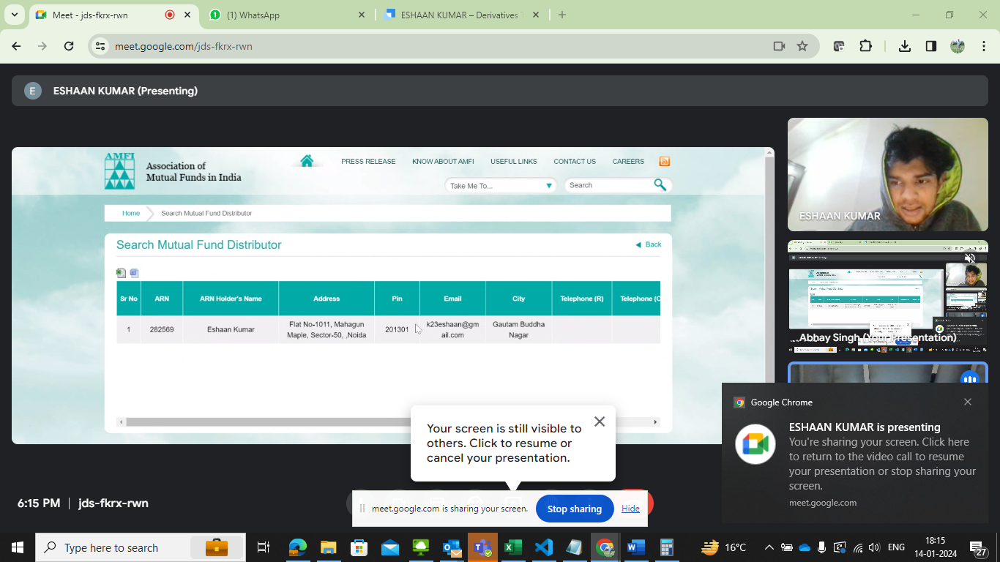 Meet - jds-fkrx-rwn
(1) WhatsApp
ESHAAN KUMAR – Derivatives
meet.google.com/jds-fkrx-rwn
E
ESHAAN KUMAR (Presenting)
AMFI
Association of
Mutual Funds in India
PRESS RELEASE
KNOW ABOUT AMFI
USEFUL LINKS
CONTACT US
CAREERS
Take Me To...
Search
Home
Search Mutual Fund Distributor
Search Mutual Fund Distributor
Back
Sr No
ARN
ARN Holder's Name
Address
Pin
Email
City
Telephone (R)
Telephone (O
1
282569
Eshaan Kumar
Flat No-1011, Mahagun
Maple, Sector-50, ,Noida
201301
k23eshaan@gm
ail.com
Gautam Buddha
Nagar
ESHAAN KUMAR
Abbay Singh (Your Presentation)
Your screen is still visible to
others. Click to resume or
cancel your presentation.
Google Chrome
ESHAAN KUMAR is presenting
You're sharing your screen. Click here
to return to the video call to resume
your presentation or stop sharing your
screen.
meet.google.com
6:15 PM | jds-fkrx-rwn
meet.google.com is sharing your screen.
Stop sharing
Hide
Type here to search
16°C
ENG
18:15
14-01-2024
27